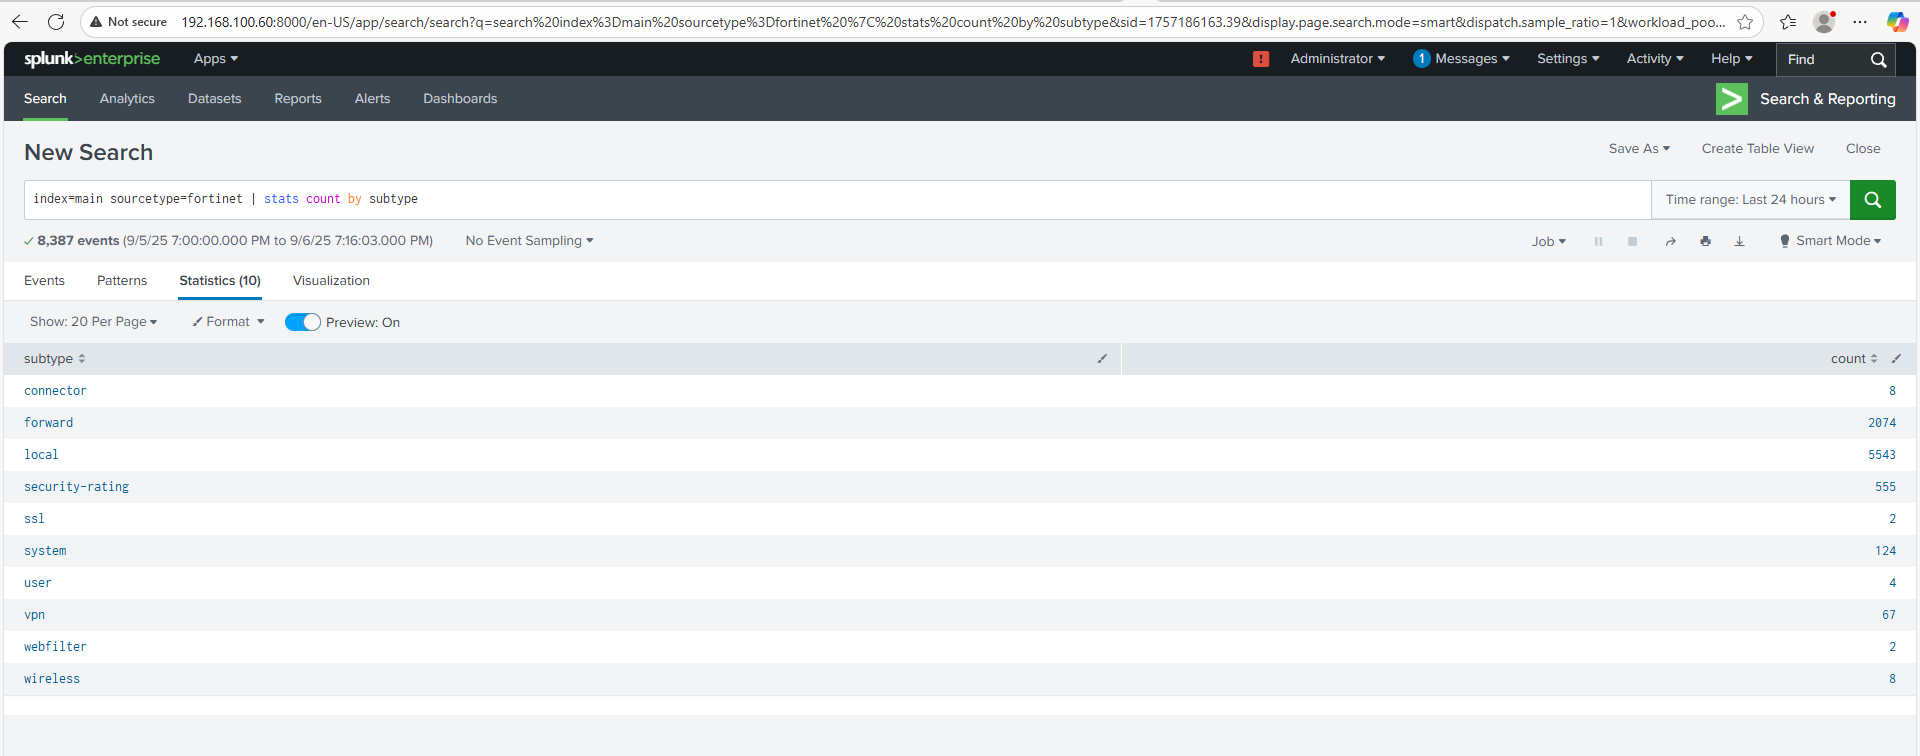 Not secure 192.168.100.60:8000/en-US/app/search/search?q=search%20index%3Dmain%20sourcetype%3Dfortinet%20%7C%20stats%20count%20by%20subtype&sid=1757186163.39&display.page.search.mode=smart&dispatch.sample_ratio=1&workload_poo...
splunk>enterprise Apps ! Administrator 1 Messages Settings Activity Help Find
Search Analytics Datasets Reports Alerts Dashboards > Search & Reporting
New Search Save As Create Table View Close
index=main sourcetype=fortinet | stats count by subtype Time range: Last 24 hours
8,387 events (9/5/25 7:00:00.000 PM to 9/6/25 7:16:03.000 PM) No Event Sampling Job Smart Mode
Events Patterns Statistics (10) Visualization
Show: 20 Per Page Format Preview: On
subtype count
connector 8
forward 2074
local 5543
security-rating 555
ssl 2
system 124
user 4
vpn 67
webfilter 2
wireless 8